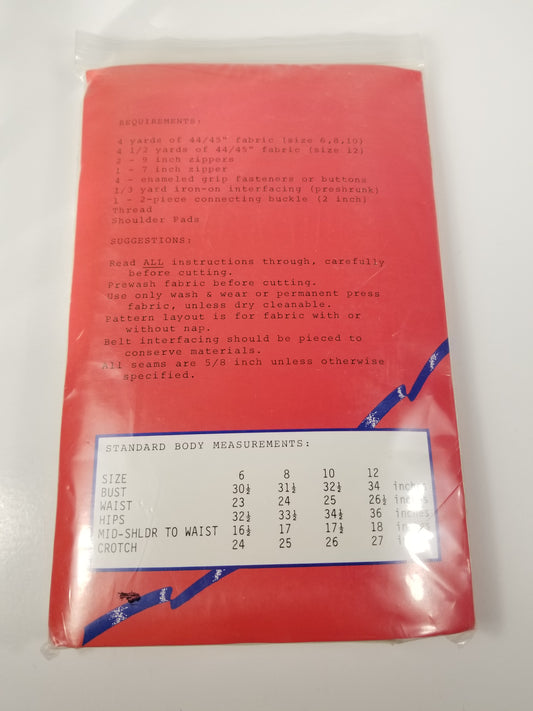 REQUIREMENTS:
4 yards of 44/45" fabric (size 6,8,10)
4 1/2 yards of 44/45" fabric (size 12)
2 - 9 inch zippers
1 - 7 inch zipper
4 - enameled grip fasteners or buttons
1/3 yard iron-on interfacing (preshrunk)
1 - 2-piece connecting buckle (2 inch)
Thread
Shoulder Pads
SUGGESTIONS:
Read ALL instructions through, carefully
before cutting.
Prewash fabric before cutting.
Use only wash & wear or permanent press
fabric, unless dry cleanable.
Pattern layout is for fabric with or
without nap.
Belt interfacing should be pieced to
conserve materials.
All seams are 5/8 inch unless otherwise
specified.
STANDARD BODY MEASUREMENTS:
SIZE 6 8 10 12
BUST 30½ 31½ 32½ 34 inches
WAIST 23 24 25 26½ inches
HIPS 32½ 33½ 34½ 36 inches
MID-SHLDR TO WAIST 16½ 17 17½ 18 inches
CROTCH 24 25 26 27